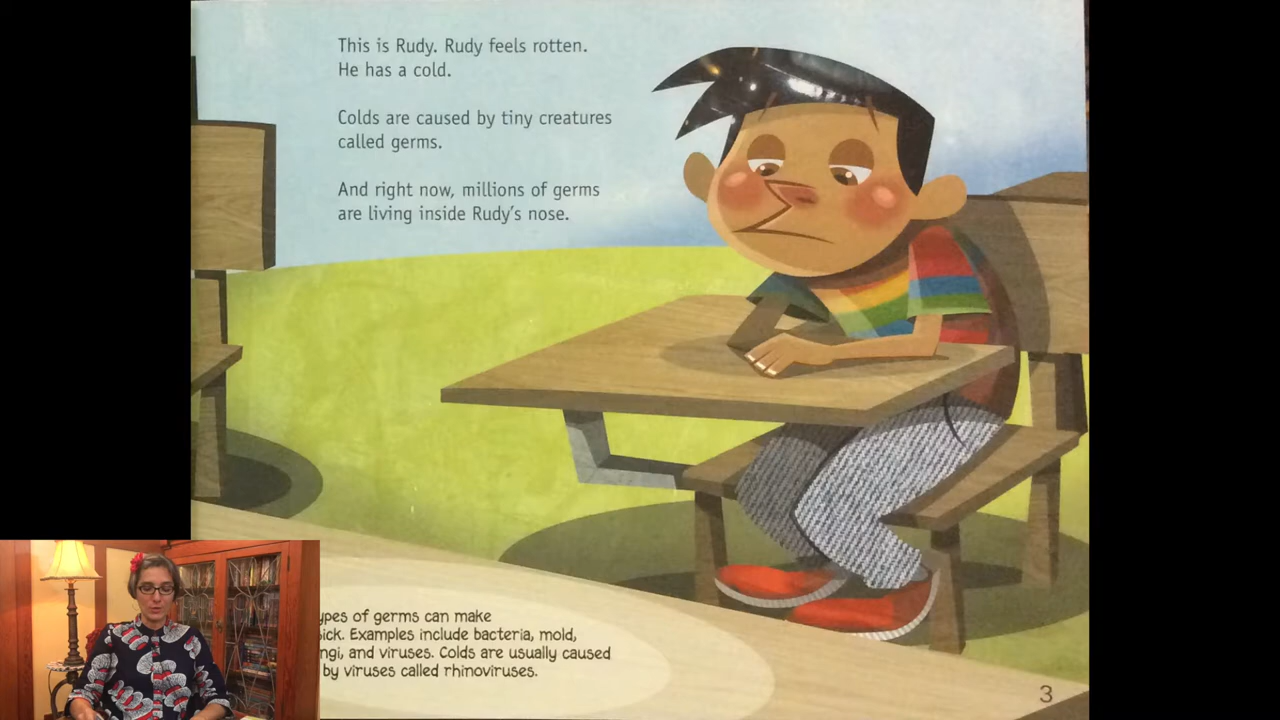 This is Rudy. Rudy feels rotten.
He has a cold.
Colds are caused by tiny creatures
called germs.
And right now, millions of germs
are living inside Rudy's nose.
of germs can make
Examples include bacteria, mold,
and viruses. Colds are usually caused
by viruses called rhinoviruses.
3